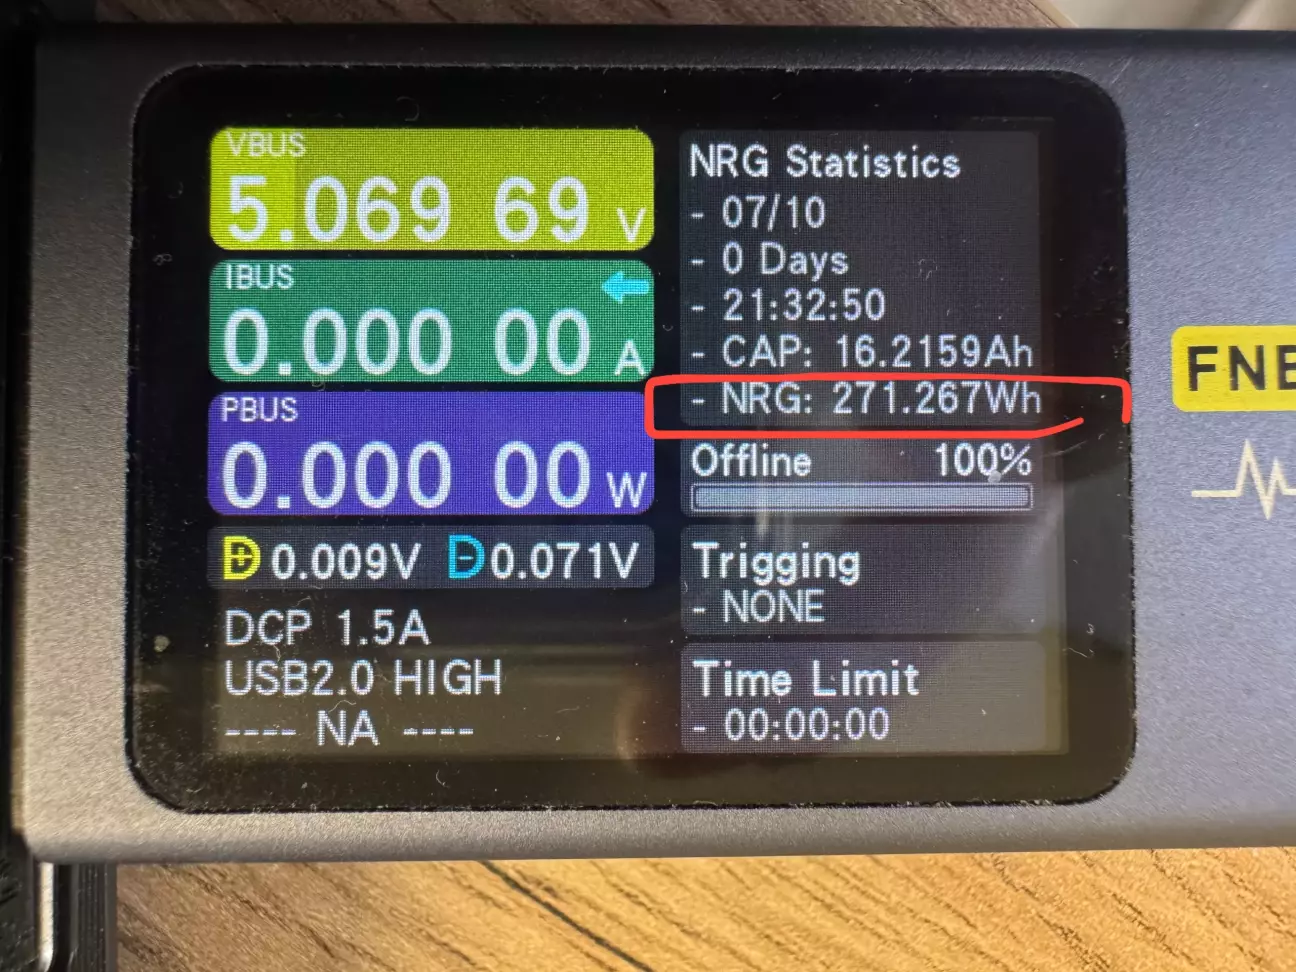 VBUS
5.069 69 V
IBUS
0.000 00 A
PBUS
0.000 00 W
D+ 0.009V D- 0.071V
DCP 1.5A
USB2.0 HIGH
---- NA ----
NRG Statistics
- 07/10
- 0 Days
- 21:32:50
- CAP: 16.2159Ah
- NRG: 271.267Wh
Offline 100%
Trigging
- NONE
Time Limit
- 00:00:00
FNB